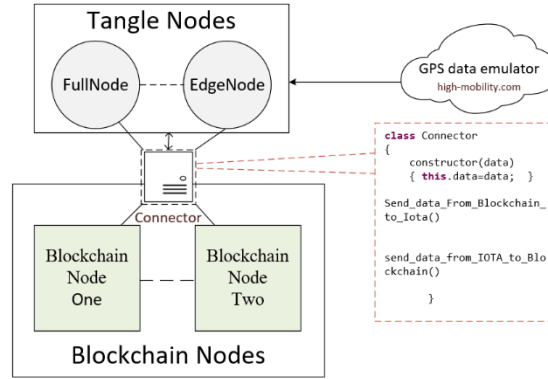 Tangle Nodes
FullNode
EdgeNode
GPS data emulator
high-mobility.com
class Connector
{
constructor(data)
{ this.data=data; }
Send_data_From_Blockchain_
to_Iota()
send_data_from_IOTA_to_Blo
ckchain()
}
Connector
Blockchain
Node
One
Blockchain
Node
Two
Blockchain Nodes